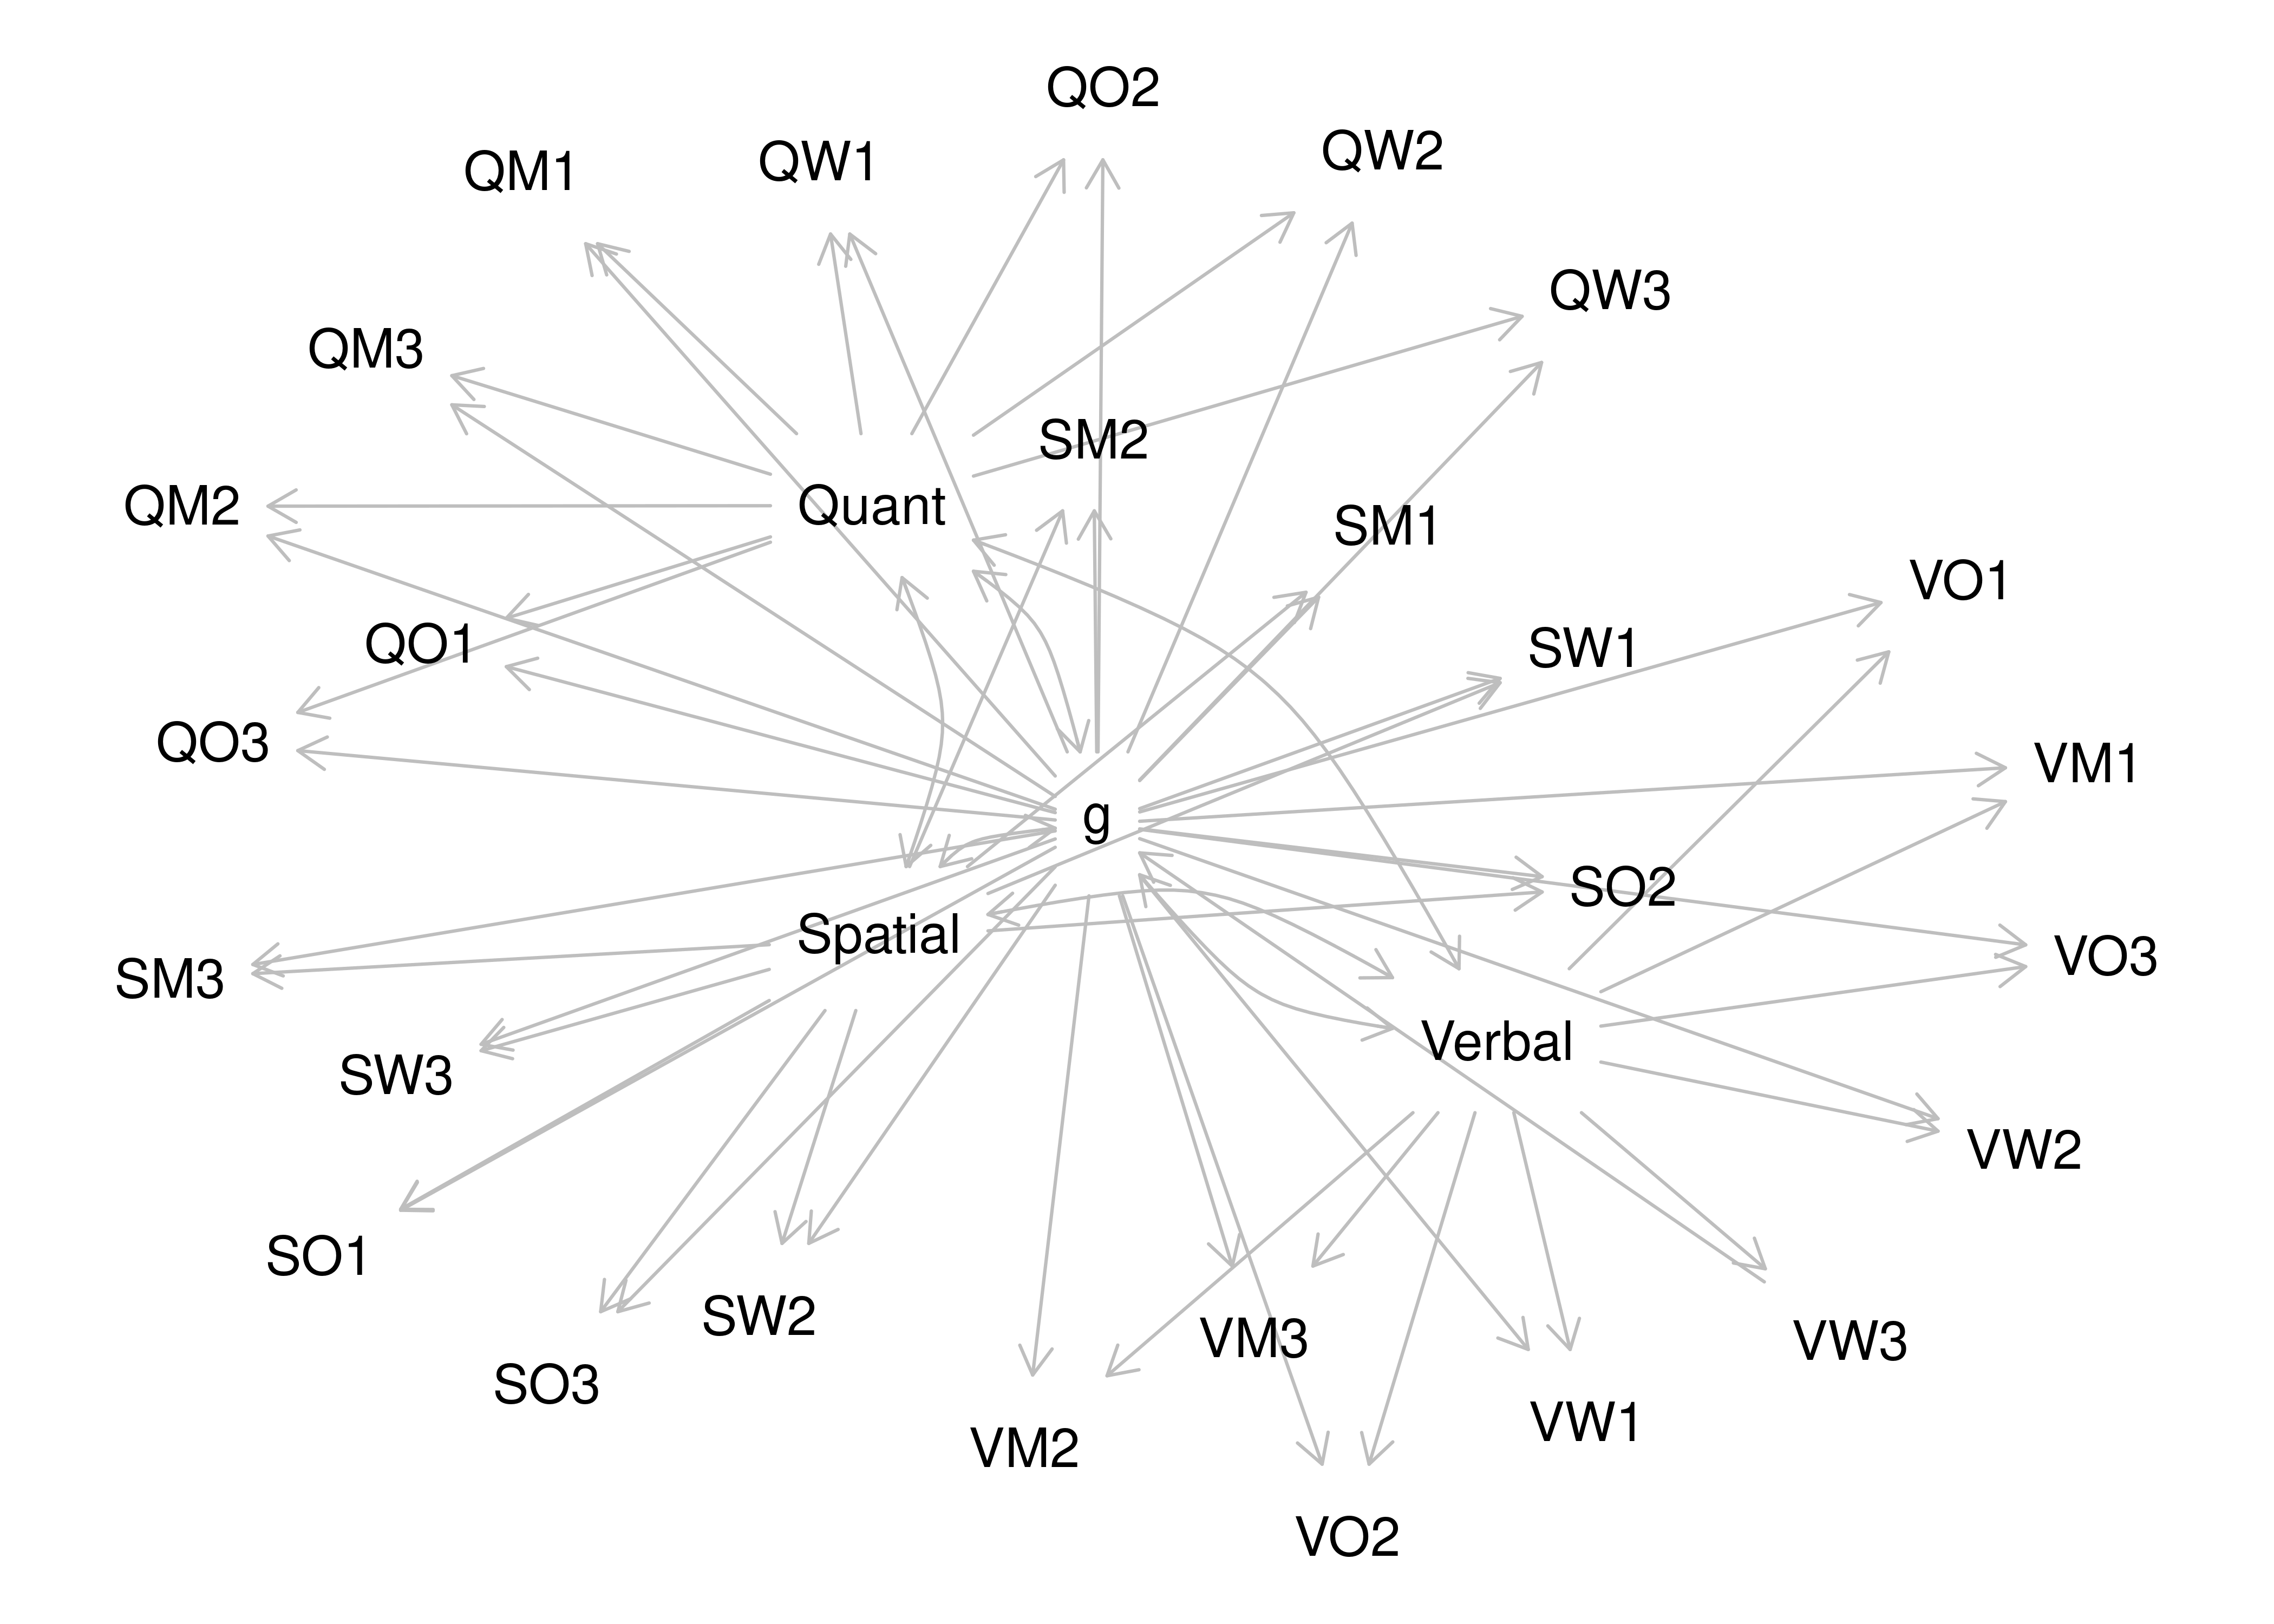 QO2
QW2
QW1
QM1
QW3
QM3
SM2
QM2
Quant
SM1
VO1
QO1
SW1
QO3
VM1
g
SO2
Spatial
VO3
SM3
Verbal
SW3
VW2
SO1
SW2
VM3
VW3
SO3
VW1
VM2
VO2